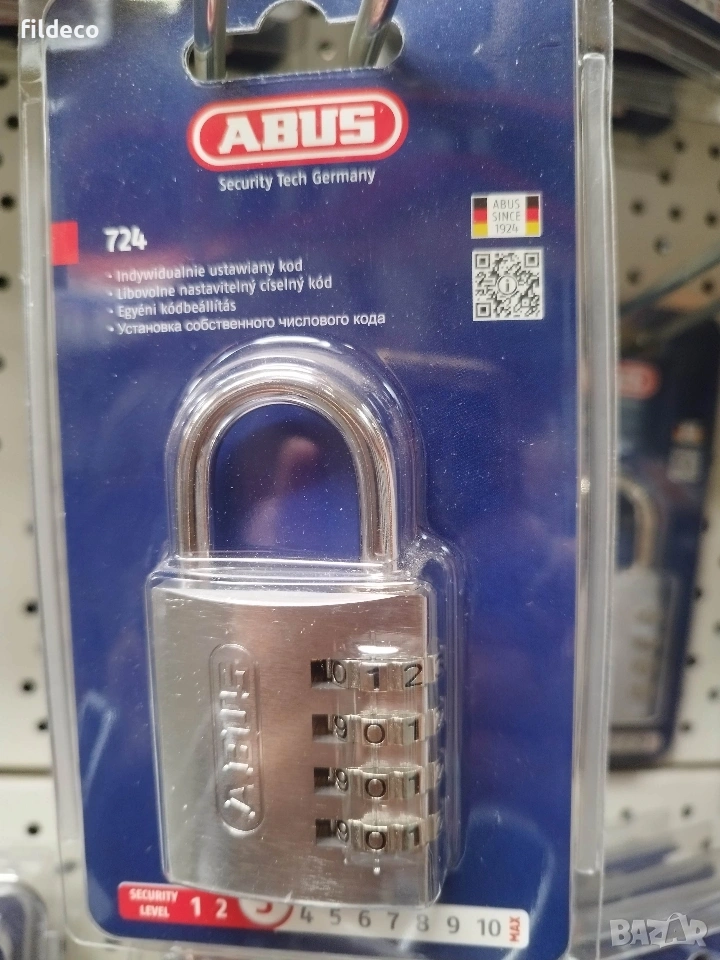 fildeco
ABUS
Security Tech Germany
ABUS
SINCE
1924
724
• Indywidualnie ustawiany kod
• Libovolne nastavitelný číselný kód
• Egyéni kódbeállítás
• Установка собственного числового кода
ABUS
0 1 2
9 0 1
9 0 1
9 0 1
SECURITY LEVEL 1 2 3 4 5 6 7 8 9 10 MAX
BAZAR